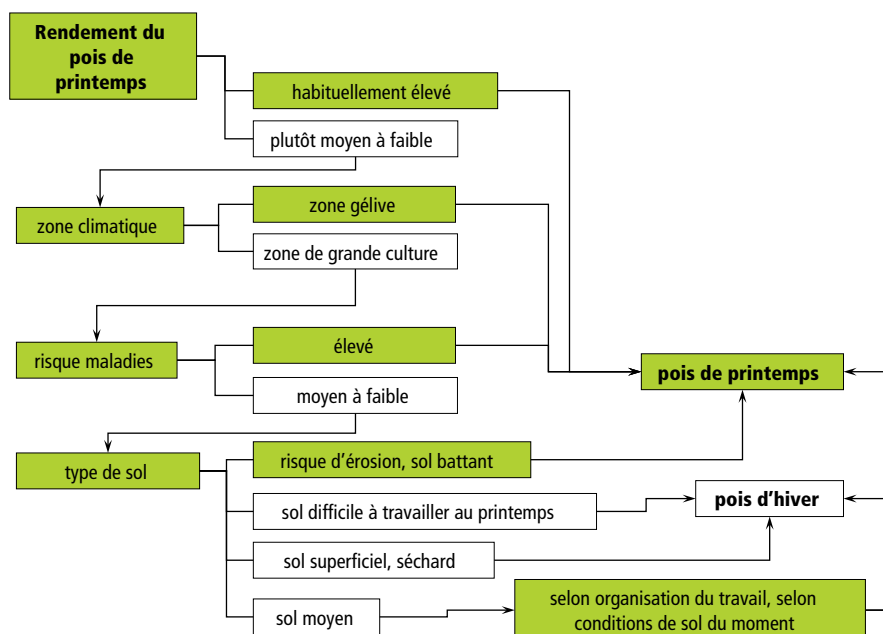 Rendement du
pois de
printemps
habituellement élevé
plutôt moyen à faible
zone climatique
zone gélive
zone de grande culture
risque maladies
élevé
moyen à faible
pois de printemps
type de sol
risque d'érosion, sol battant
sol difficile à travailler au printemps
pois d'hiver
sol superficiel, séchard
sol moyen
selon organisation du travail, selon
conditions de sol du moment